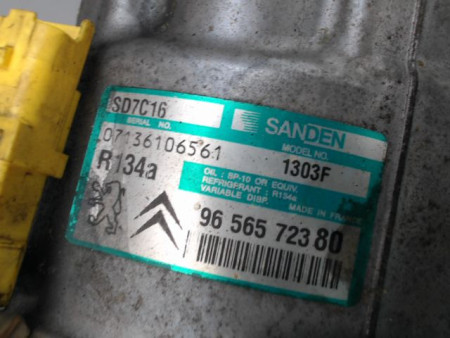 SD7C16
SANDEN
SERIAL NO.
MODEL NO.
07136106561
1303F
R134a
OIL : SP-10 OR EQUIV.
REFRIGERANT : R134a
VARIABLE DISP.
MADE IN FRANCE
96 565 723 80